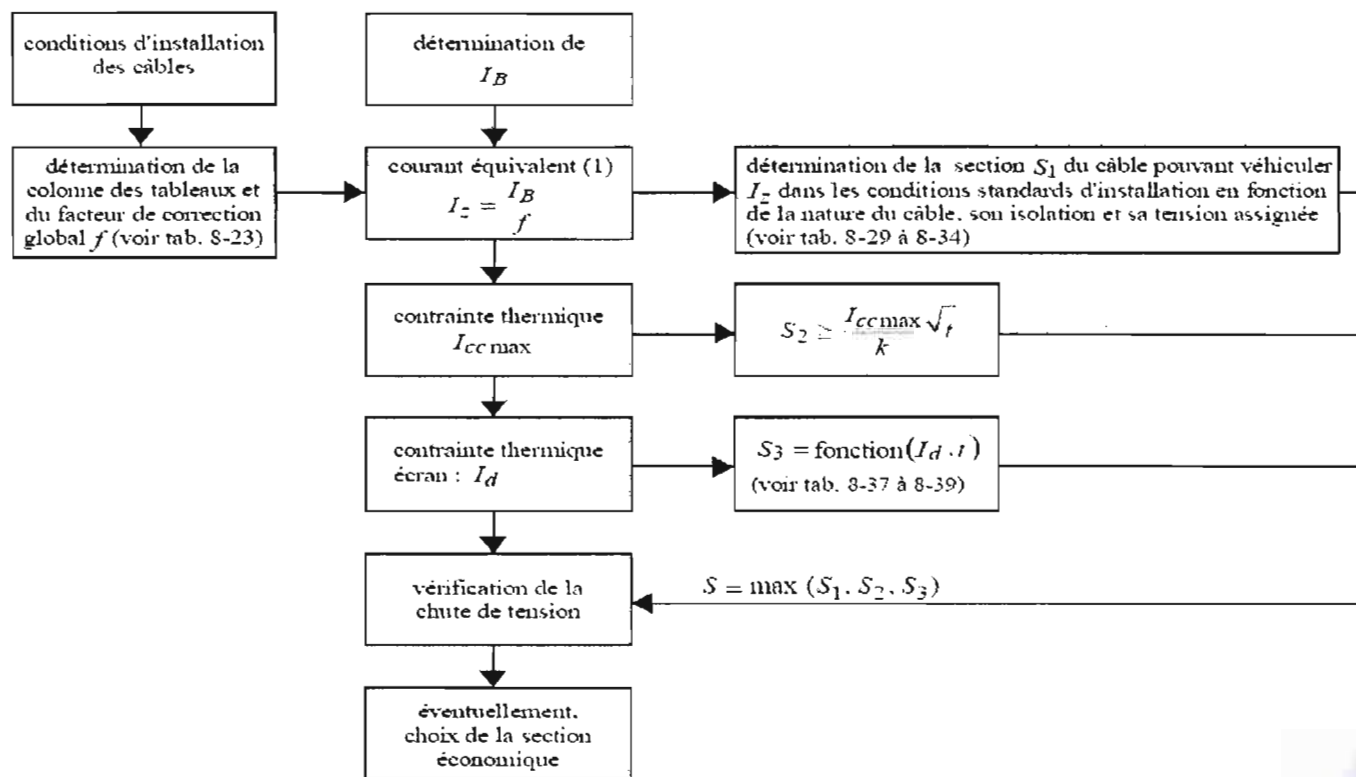 conditions d'installation
des câbles
détermination de
I_B
détermination de la
colonne des tableaux et
du facteur de correction
global f (voir tab. 8-23)
courant équivalent (1)
I_z = I_B / f
détermination de la section S_1 du câble pouvant véhiculer
I_z dans les conditions standards d'installation en fonction
de la nature du câble, son isolation et sa tension assignée
(voir tab. 8-29 à 8-34)
contrainte thermique
I_cc max
S_2 ≥ I_cc max √t / k
contrainte thermique
écran : I_d
S_3 = fonction(I_d . t)
(voir tab. 8-37 à 8-39)
vérification de la
chute de tension
S = max (S_1, S_2, S_3)
éventuellement,
choix de la section
économique